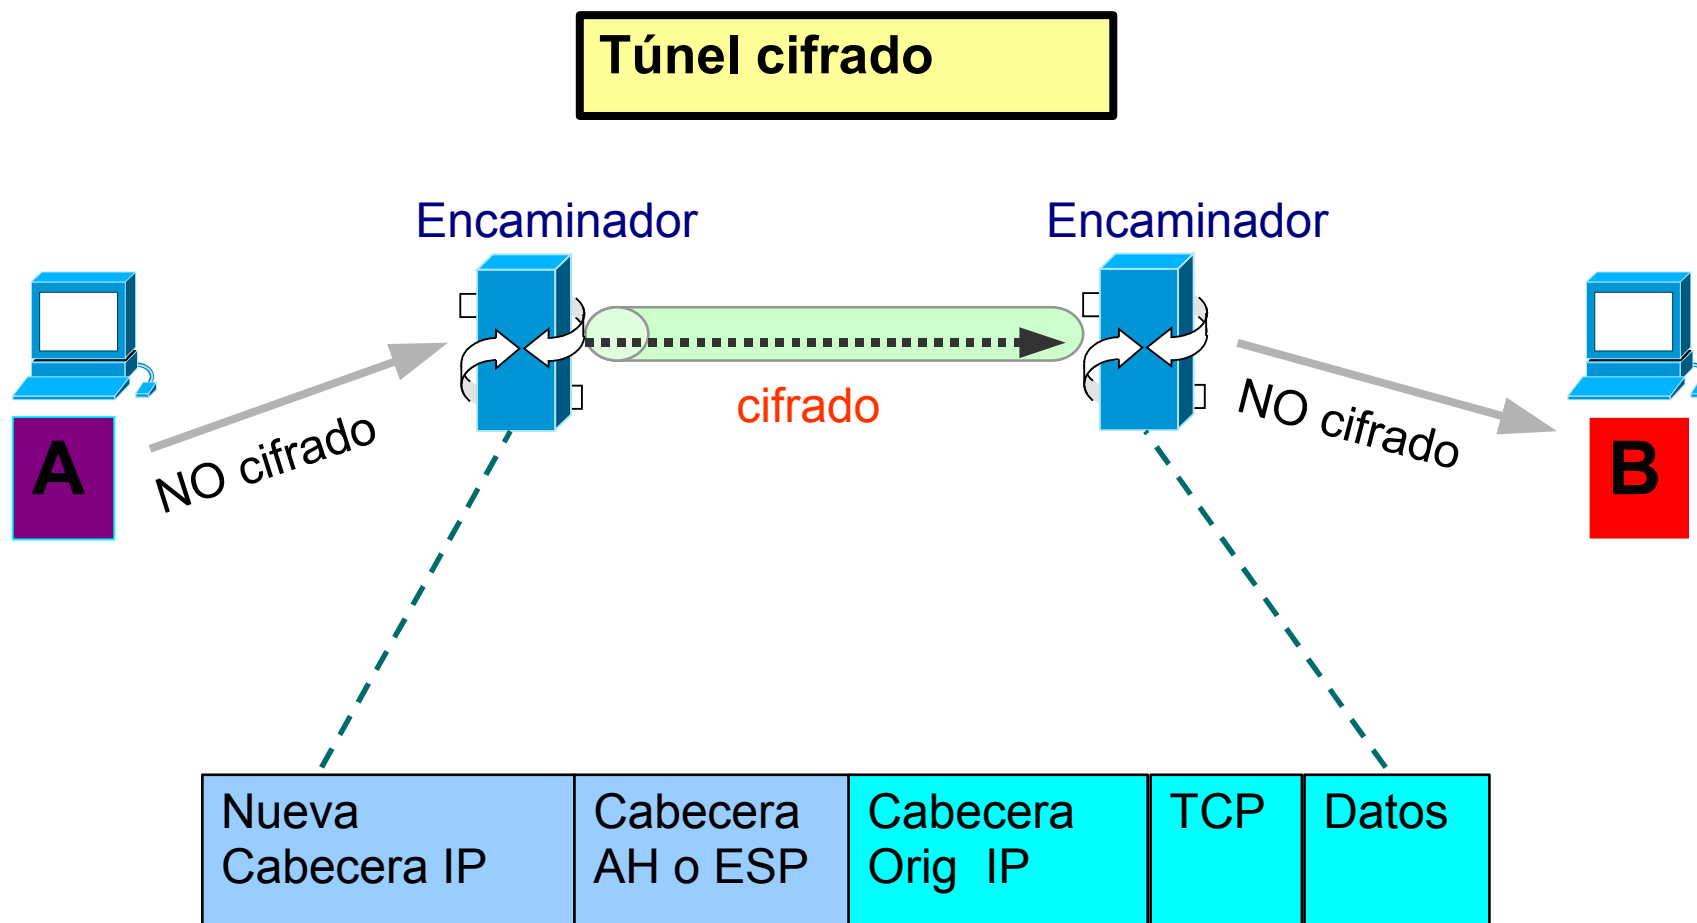 Túnel cifrado
Encaminador
Encaminador
cifrado
NO cifrado
NO cifrado
A
B
Nueva
Cabecera IP
Cabecera
AH o ESP
Cabecera
Orig IP
TCP
Datos